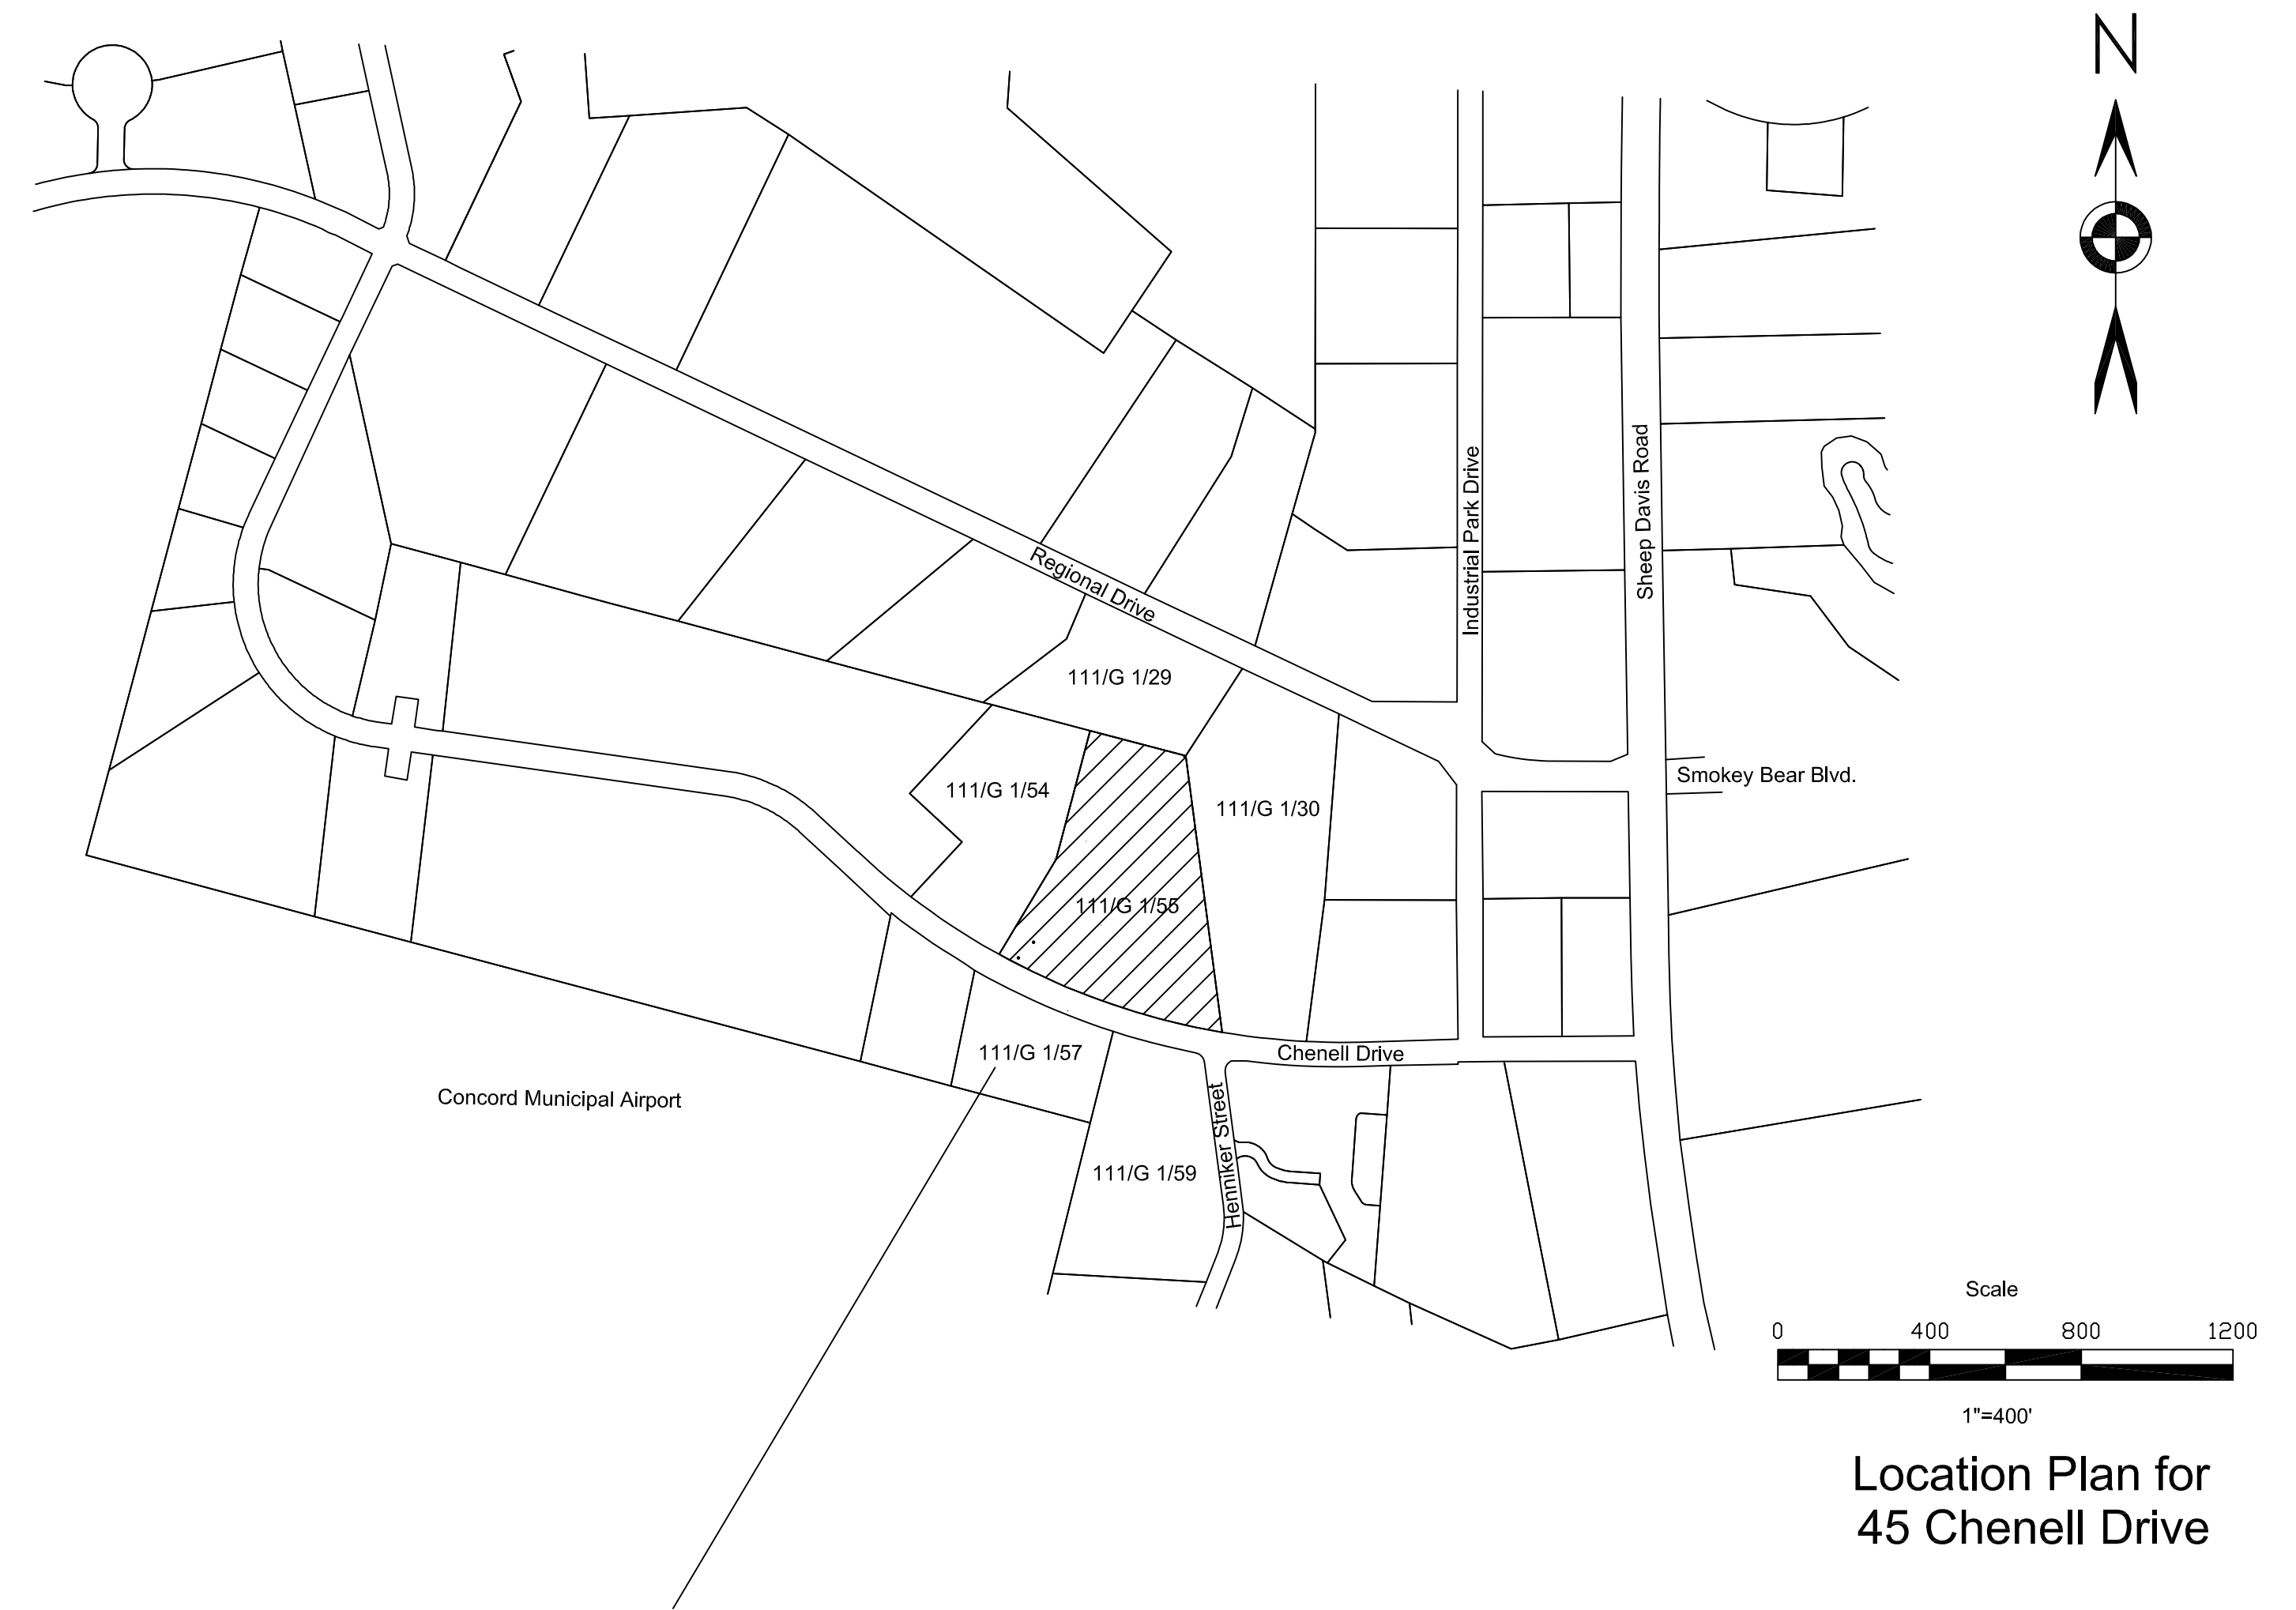 N
Industrial Park Drive
Sheep Davis Road
Regional Drive
111/G 1/29
Smokey Bear Blvd.
111/G 1/54
111/G 1/30
111/G 1/55
111/G 1/57
Chenell Drive
Concord Municipal Airport
Henniker Street
111/G 1/59
Scale
0 400 800 1200
1"=400'
Location Plan for
45 Chenell Drive